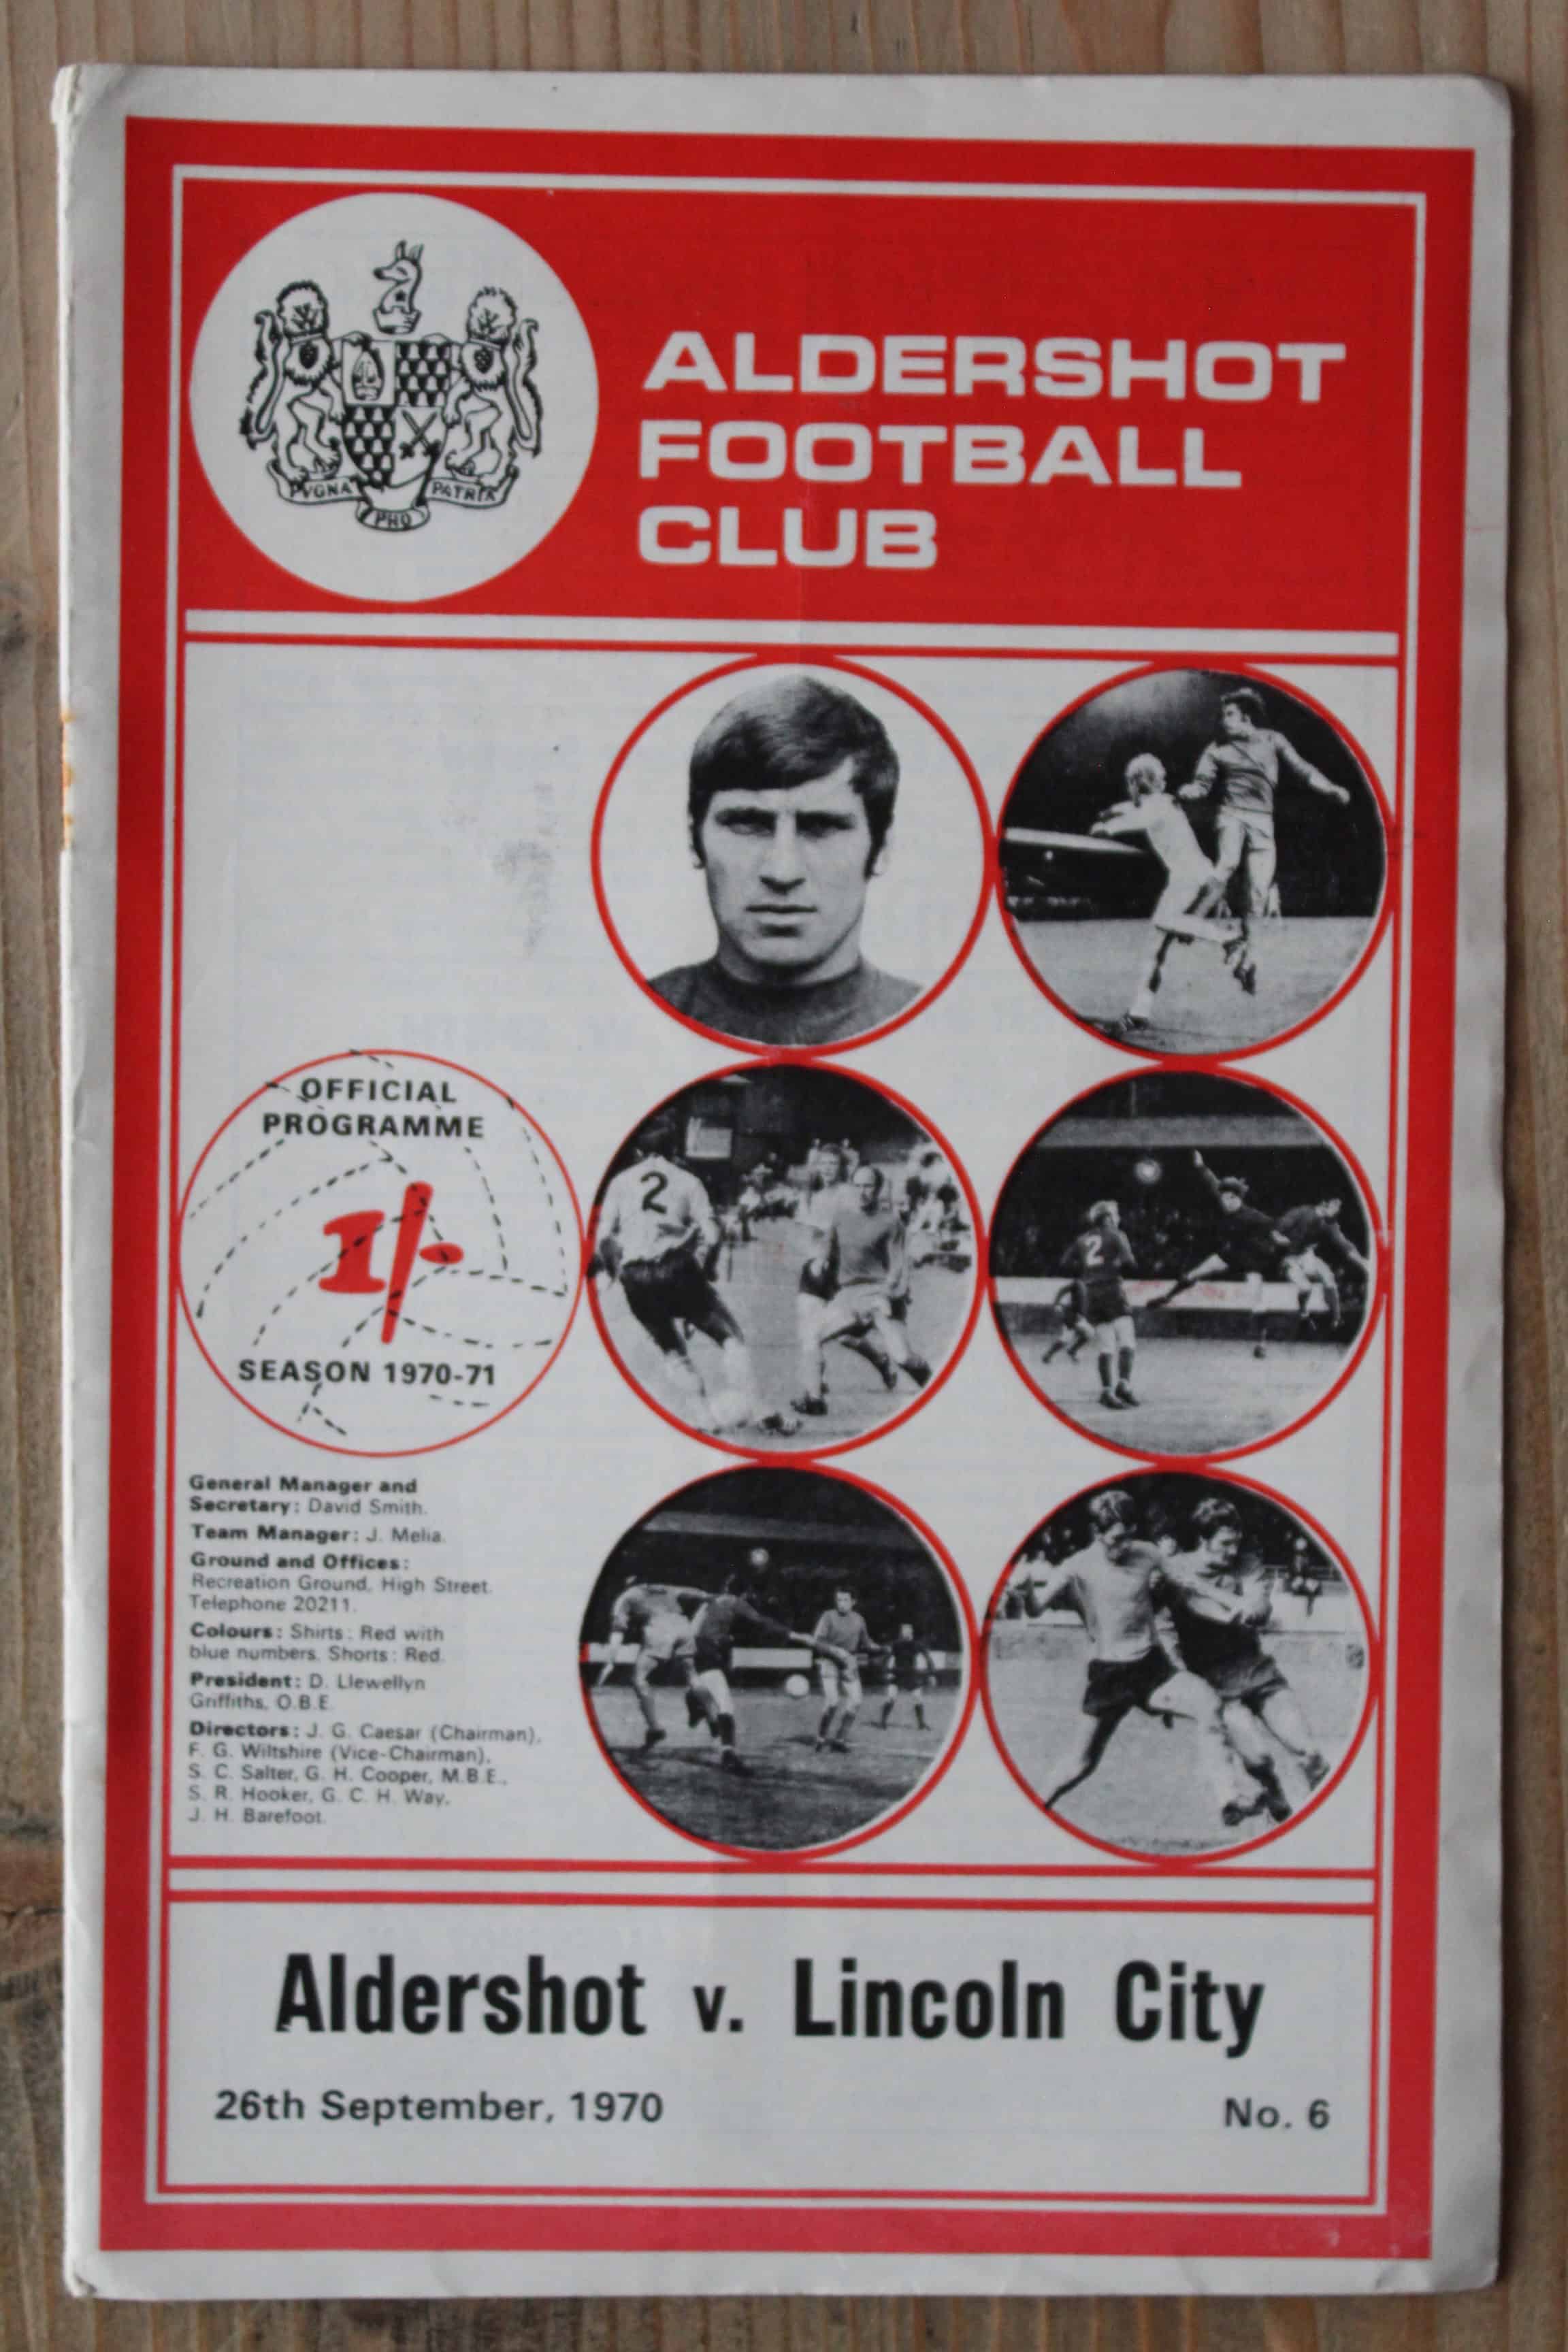 PVGNA PRO PATRIA
ALDERSHOT
FOOTBALL
CLUB
2
2
OFFICIAL
PROGRAMME
1/-
SEASON 1970-71
General Manager and
Secretary: David Smith.
Team Manager: J. Melia.
Ground and Offices:
Recreation Ground, High Street.
Telephone 20211.
Colours: Shirts: Red with
blue numbers. Shorts: Red.
President: D. Llewellyn
Griffiths, O.B.E.
Directors: J. G. Caesar (Chairman),
F. G. Wiltshire (Vice-Chairman),
S. C. Salter, G. H. Cooper, M.B.E.,
S. R. Hooker, G. C. H. Way,
J. H. Barefoot.
Aldershot v. Lincoln City
26th September, 1970
No. 6